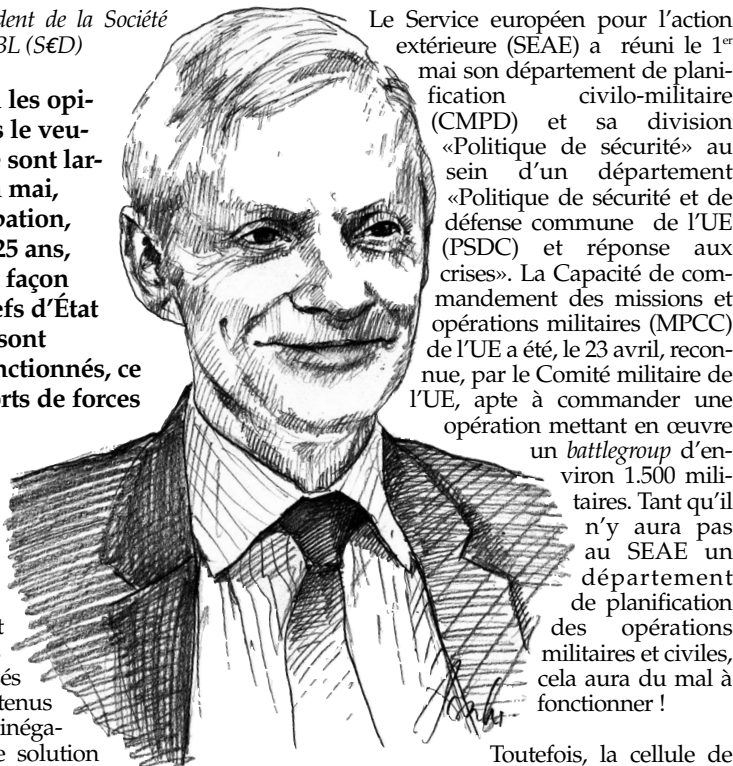 dent de la Société
BL (S€D)
les opi-
s le veu-
sont lar-
mai,
pation,
25 ans,
façon
efs d'État
sont
nctionnés, ce
orts de forces
t
és
tenus
inéga-
e solution
Le Service européen pour l'action
extérieure (SEAE) a réuni le 1er
mai son département de plani-
fication civilo-militaire
(CMPD) et sa division
«Politique de sécurité» au
sein d'un département
«Politique de sécurité et de
défense commune de l'UE
(PSDC) et réponse aux
crises». La Capacité de com-
mandement des missions et
opérations militaires (MPCC)
de l'UE a été, le 23 avril, recon-
nue, par le Comité militaire de
l'UE, apte à commander une
opération mettant en œuvre
un battlegroup d'en-
viron 1.500 mili-
taires. Tant qu'il
n'y aura pas
au SEAE un
département
de planification
des opérations
militaires et civiles,
cela aura du mal à
fonctionner !
Toutefois, la cellule de